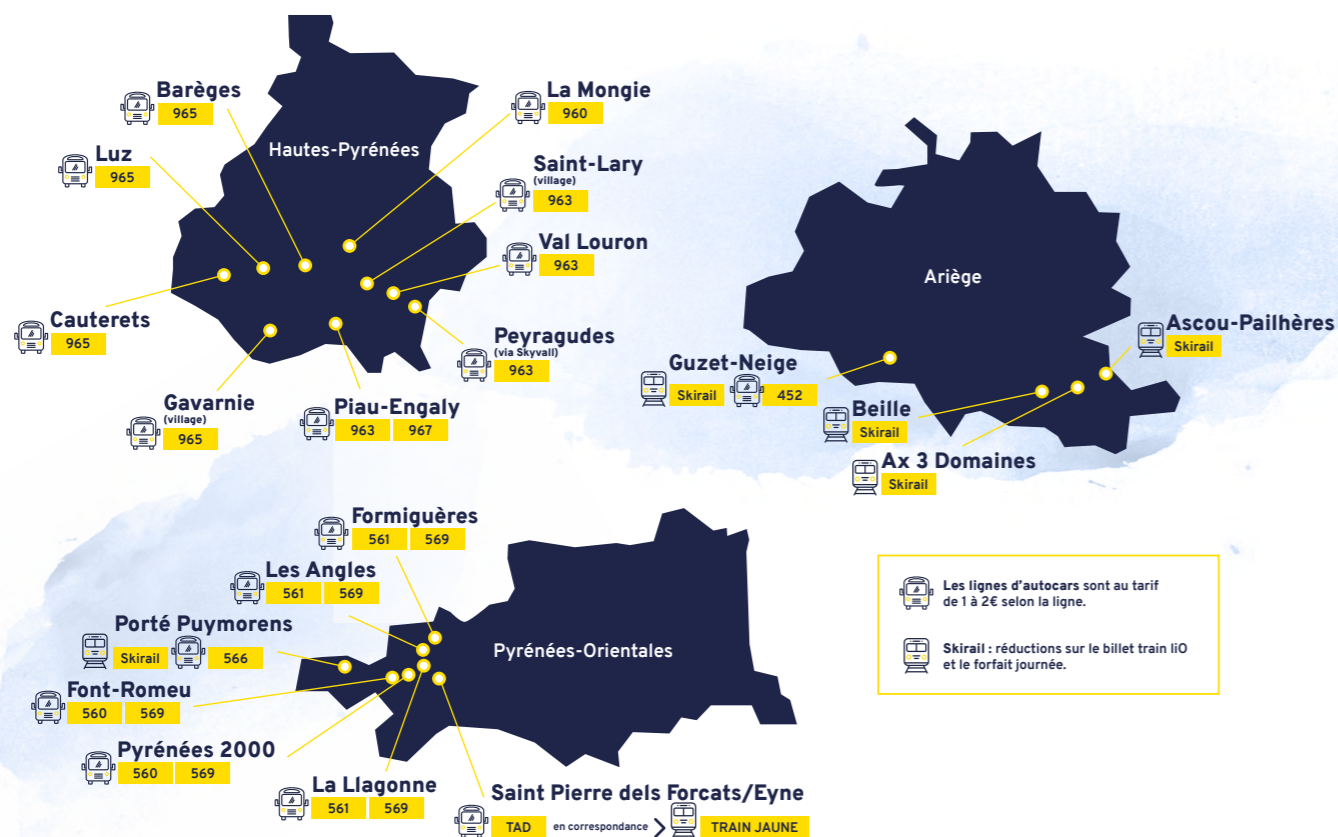 Barèges
965
La Mongie
960
Hautes-Pyrénées
Luz
965
Saint-Lary
(village)
963
Val Louron
963
Cauterets
965
Peyragudes
(via Skyvall)
963
Gavarnie
(village)
965
Piau-Engaly
963 967
Ariège
Ascou-Pailhères
Skirail
Guzet-Neige
Skirail 452
Beille
Skirail
Ax 3 Domaines
Skirail
Formiguères
561 569
Les Angles
561 569
Porté Puymorens
Skirail 566
Pyrénées-Orientales
Font-Romeu
560 569
Pyrénées 2000
560 569
La Llagonne
561 569
Saint Pierre dels Forcats/Eyne
TAD en correspondance > TRAIN JAUNE
Les lignes d'autocars sont au tarif
de 1 à 2€ selon la ligne.
Skirail : réductions sur le billet train liO
et le forfait journée.